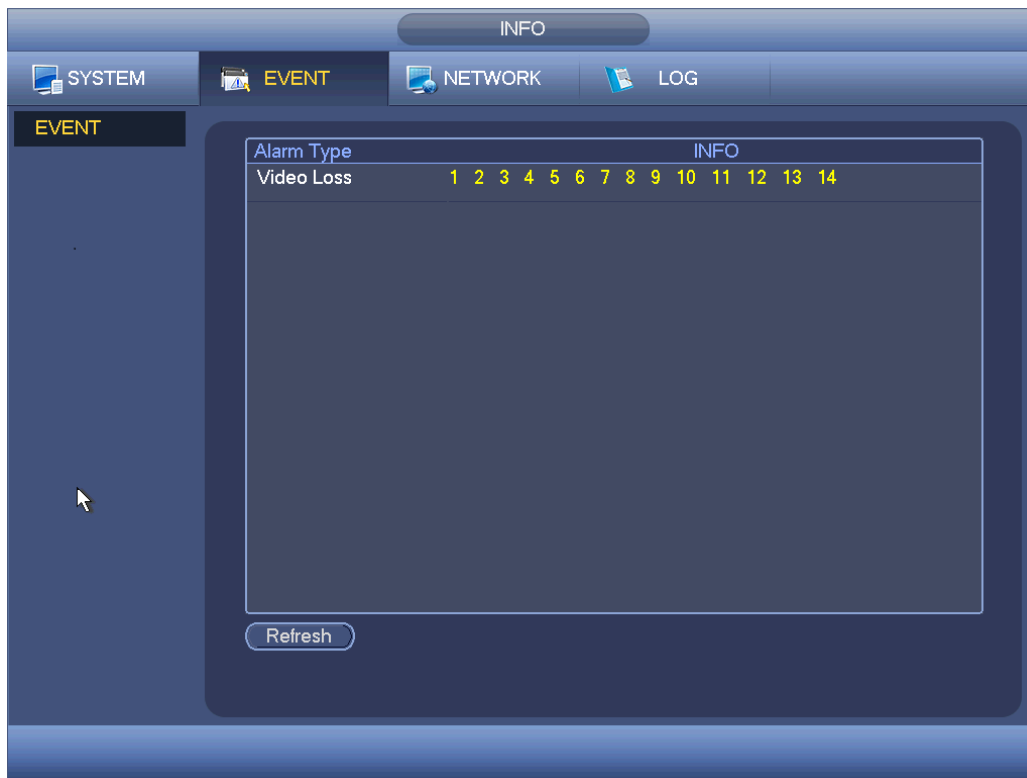 INFO
SYSTEM EVENT NETWORK LOG
EVENT
Alarm Type INFO
Video Loss 1 2 3 4 5 6 7 8 9 10 11 12 13 14
Refresh